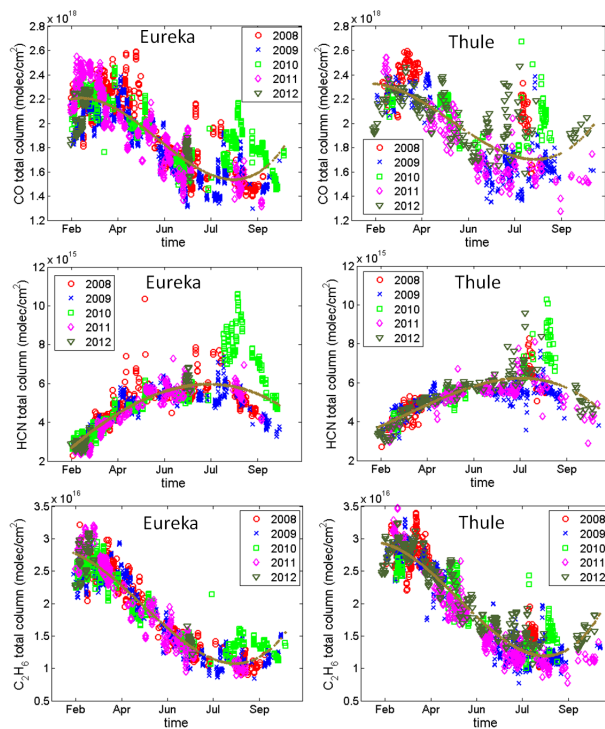 x 10^18
Eureka
2.8
2.6
2.4
2.2
2
1.8
1.6
1.4
1.2
CO total column (molec/cm²)
2008
2009
2010
2011
2012
Feb Apr Jun Jul Sep
time
x 10^18
Thule
2.8
2.6
2.4
2.2
2
1.8
1.6
1.4
1.2
CO total column (molec/cm²)
2008
2009
2010
2011
2012
Feb Apr Jun Jul Sep
time
x 10^15
Eureka
12
10
8
6
4
2
HCN total column (molec/cm²)
2008
2009
2010
2011
2012
Feb Apr Jun Jul Sep
time
x 10^15
Thule
12
10
8
6
4
2
HCN total column (molec/cm²)
2008
2009
2010
2011
2012
Feb Apr Jun Jul Sep
time
x 10^16
Eureka
3.5
3
2.5
2
1.5
1
0.5
C₂H₆ total column (molec/cm²)
2008
2009
2010
2011
2012
Feb Apr Jun Jul Sep
time
x 10^16
Thule
3.5
3
2.5
2
1.5
1
0.5
C₂H₆ total column (molec/cm²)
2008
2009
2010
2011
2012
Feb Apr Jun Jul Sep
time